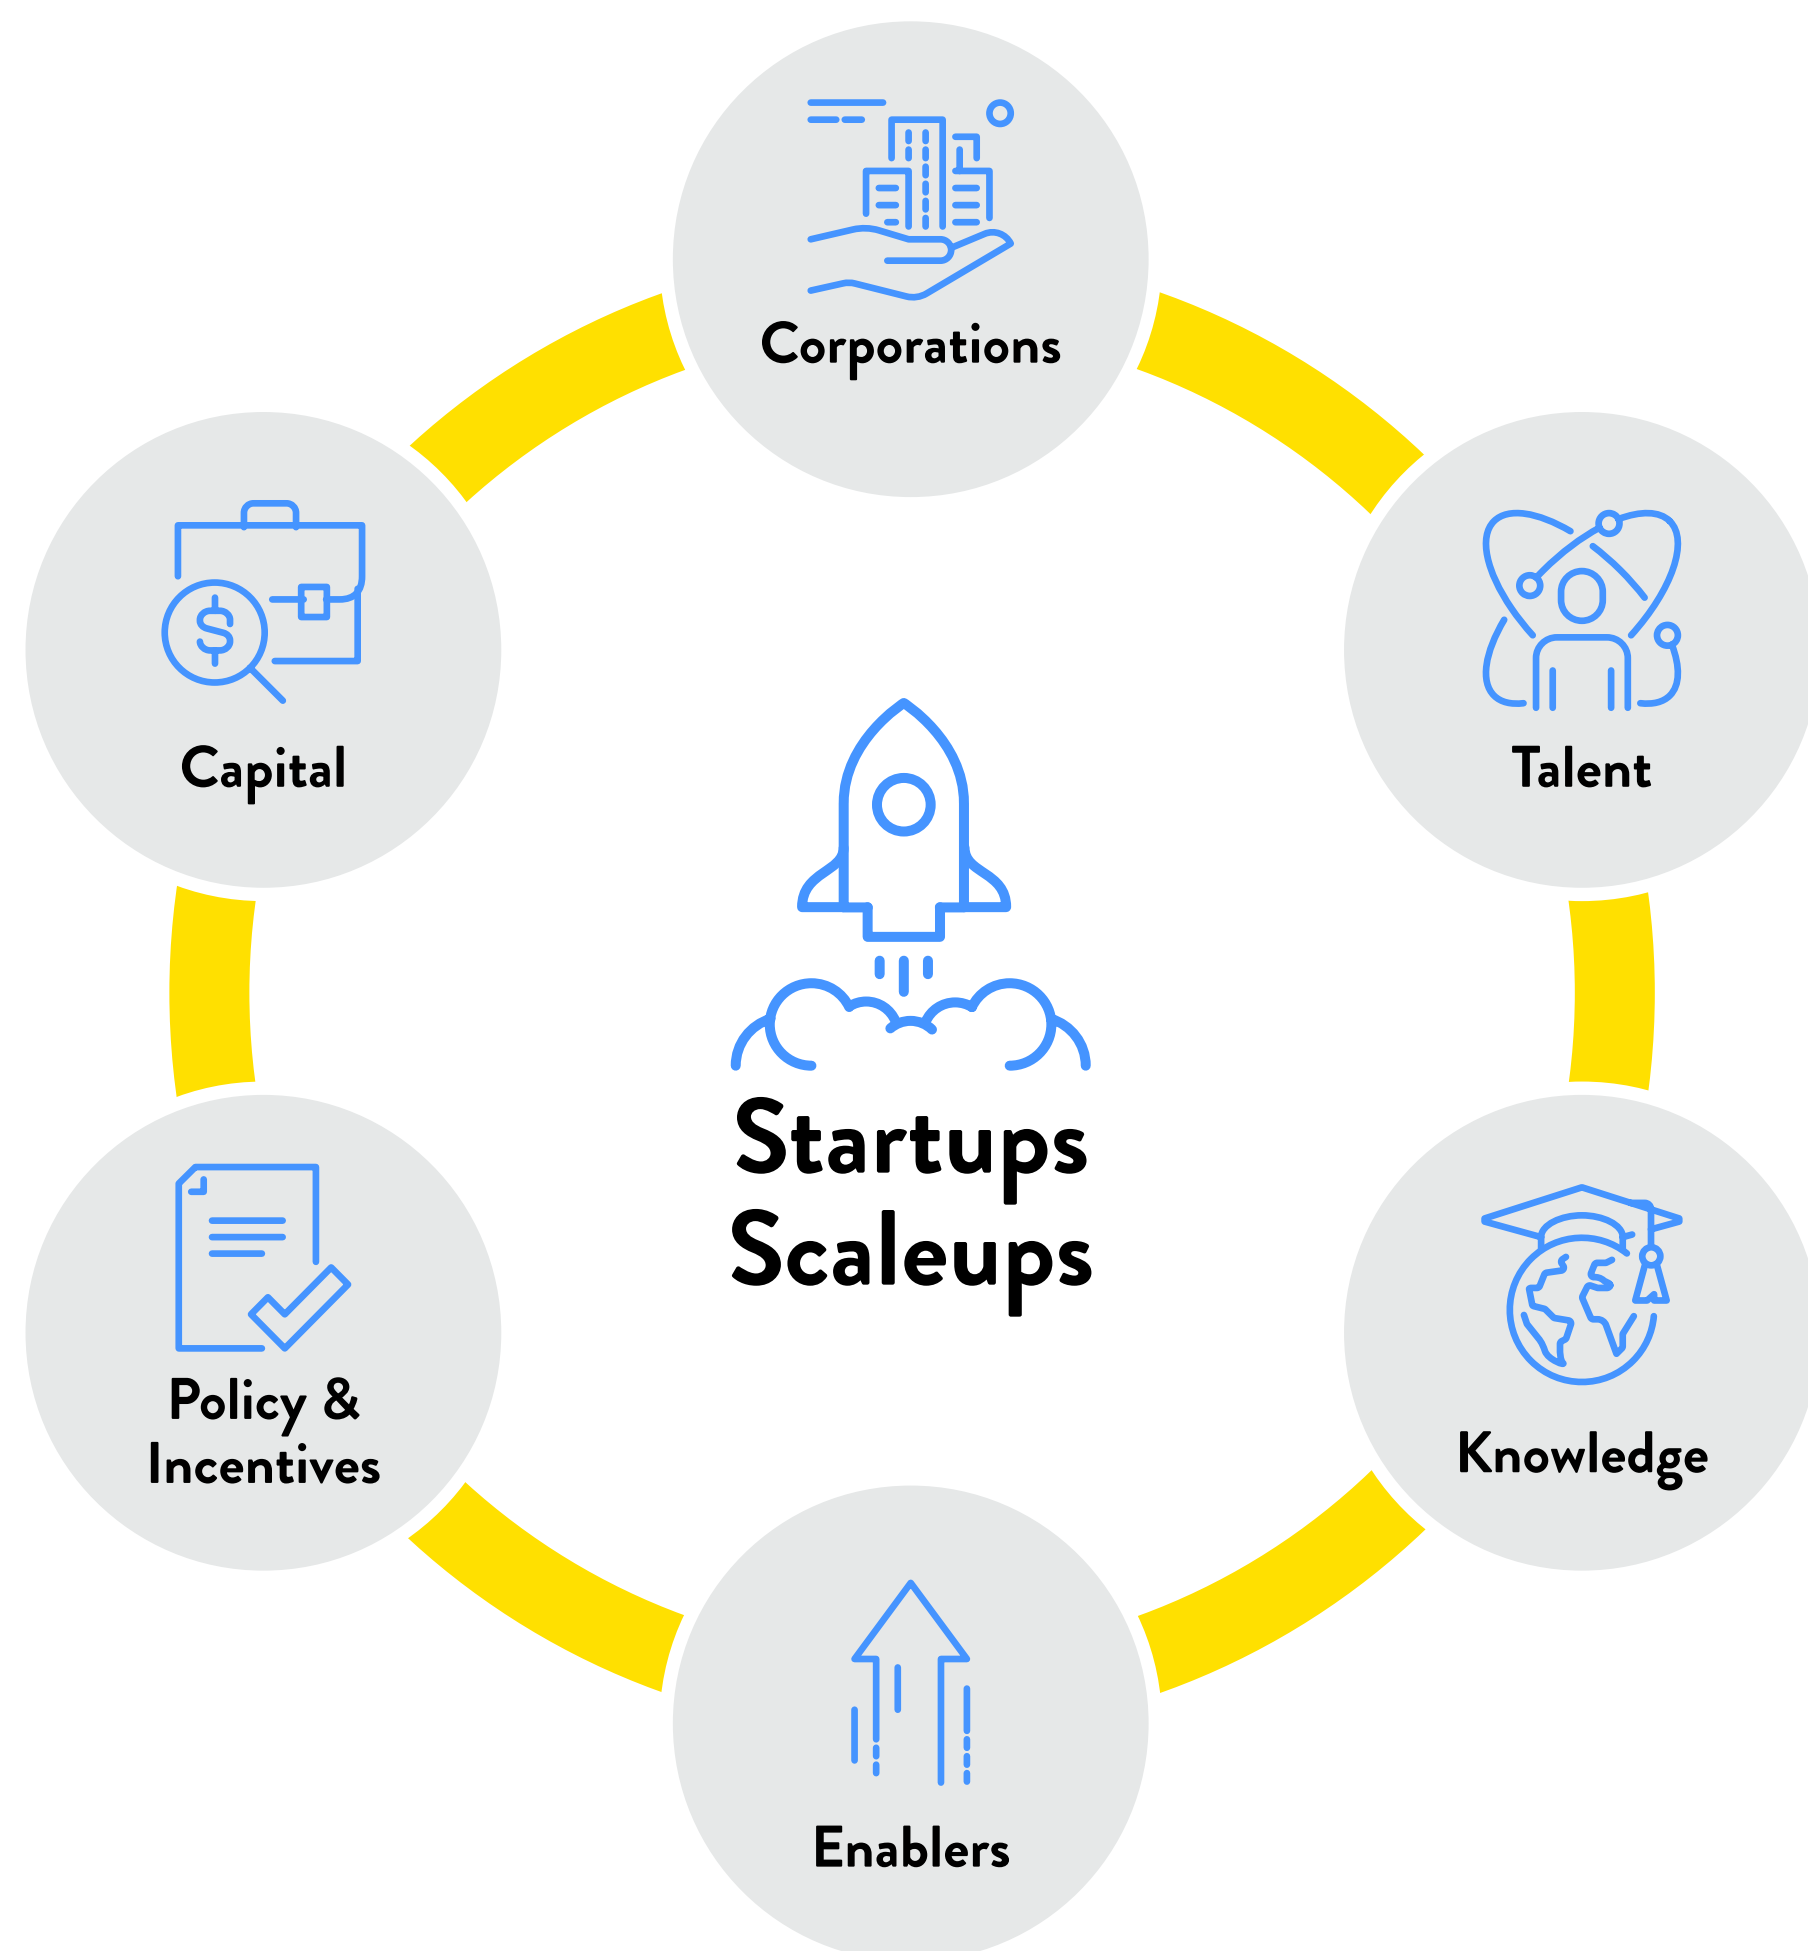 Corporations
Capital
Talent
Startups
Scaleups
Policy &
Incentives
Knowledge
Enablers